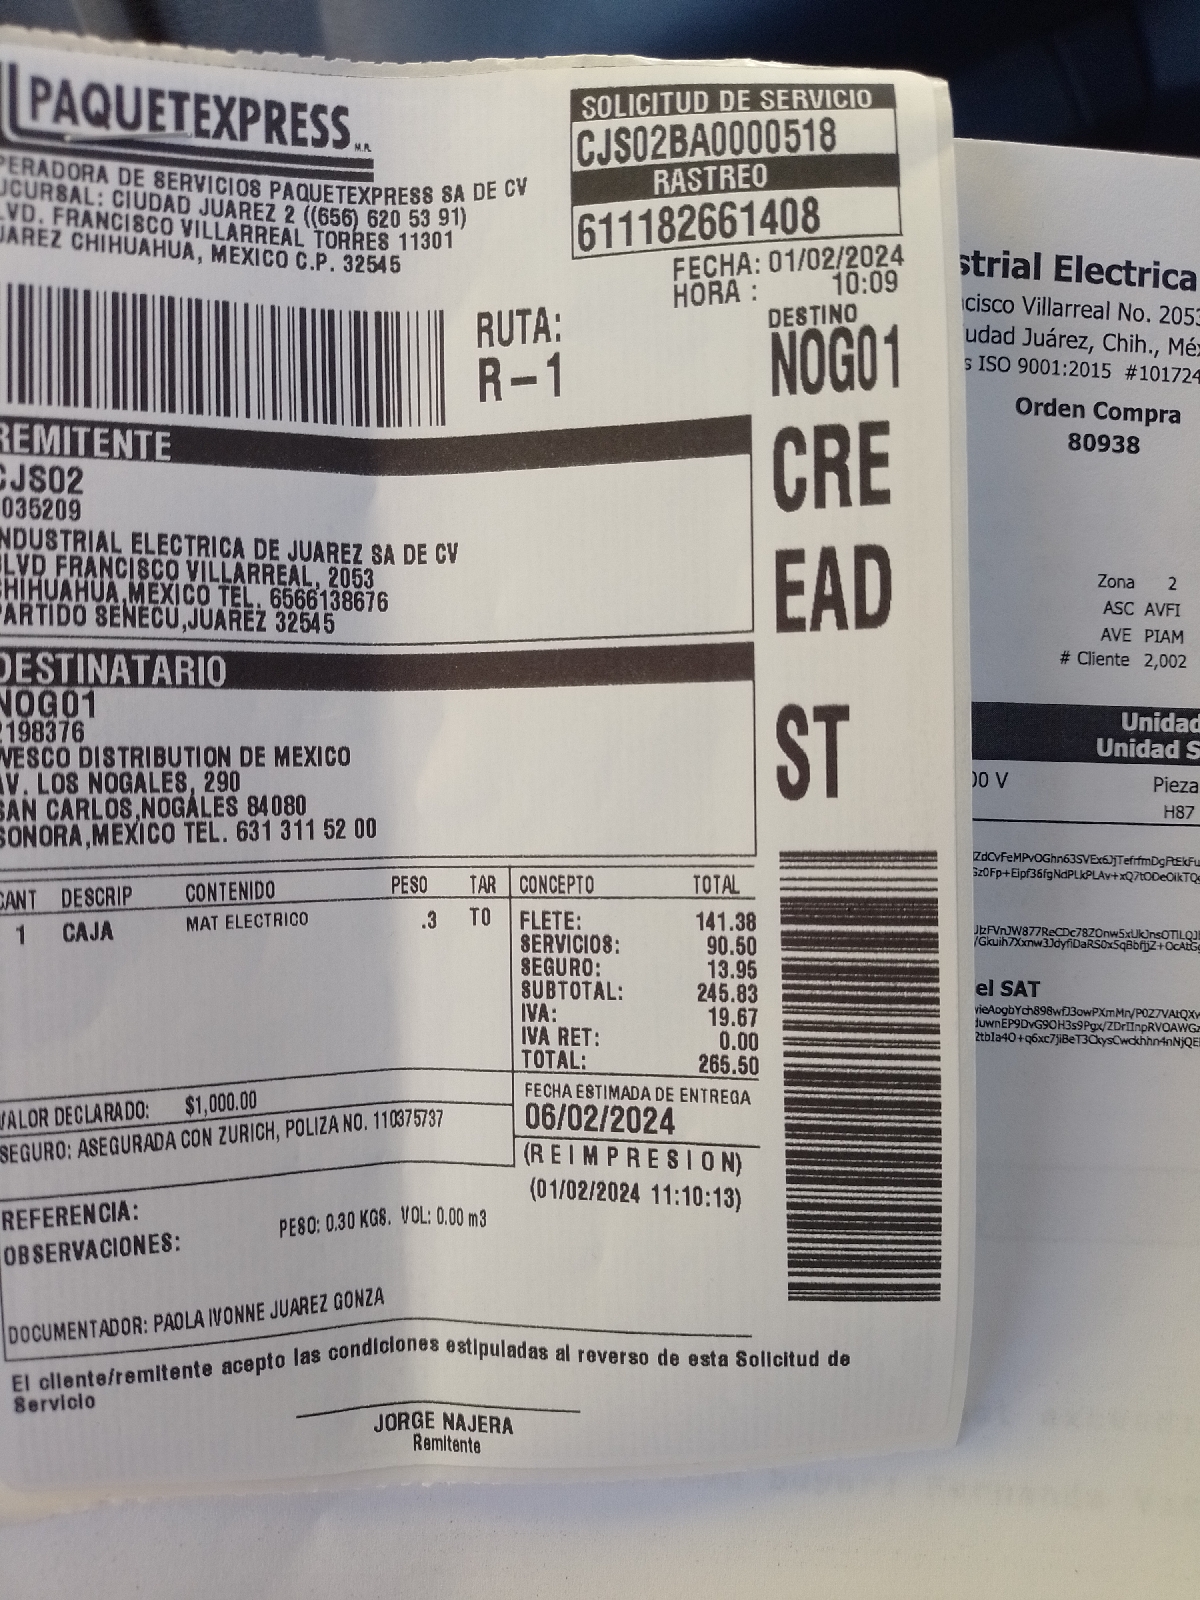 PAQUETEXPRESS M.R.
PERADORA DE SERVICIOS PAQUETEXPRESS SA DE CV
UCURSAL: CIUDAD JUAREZ 2 ((656) 620 53 91)
LVD. FRANCISCO VILLARREAL TORRES 11301
UAREZ CHIHUAHUA, MEXICO C.P. 32545
SOLICITUD DE SERVICIO
CJS02BA0000518
RASTREO
611182661408
FECHA: 01/02/2024
HORA : 10:09
RUTA:
R-1
DESTINO
NOG01
CRE
EAD
ST
REMITENTE
CJS02
035209
NDUSTRIAL ELECTRICA DE JUAREZ SA DE CV
LVD FRANCISCO VILLARREAL, 2053
CHIHUAHUA,MEXICO TEL. 6566138676
PARTIDO SENECU,JUAREZ 32545
DESTINATARIO
NOG01
2198376
WESCO DISTRIBUTION DE MEXICO
AV. LOS NOGALES, 290
SAN CARLOS,NOGALES 84080
SONORA,MEXICO TEL. 631 311 52 00
CANT DESCRIP CONTENIDO PESO TAR CONCEPTO TOTAL
1 CAJA MAT ELECTRICO .3 T0
FLETE: 141.38
SERVICIOS: 90.50
SEGURO: 13.95
SUBTOTAL: 245.83
IVA: 19.67
IVA RET: 0.00
TOTAL: 265.50
VALOR DECLARADO: $1,000.00
SEGURO: ASEGURADA CON ZURICH, POLIZA NO. 110375737
FECHA ESTIMADA DE ENTREGA
06/02/2024
(REIMPRESION)
(01/02/2024 11:10:13)
REFERENCIA:
OBSERVACIONES:
PESO: 0.30 KGS. VOL: 0.00 m3
DOCUMENTADOR: PAOLA IVONNE JUAREZ GONZA
El cliente/remitente acepto las condiciones estipuladas al reverso de esta Solicitud de
Servicio
JORGE NAJERA
Remitente
strial Electrica
cisco Villarreal No. 2053
udad Juárez, Chih., Méx
s ISO 9001:2015 #101724
Orden Compra
80938
Zona 2
ASC AVFI
AVE PIAM
# Cliente 2,002
Unidad
Unidad S
00 V Pieza
H87
el SAT